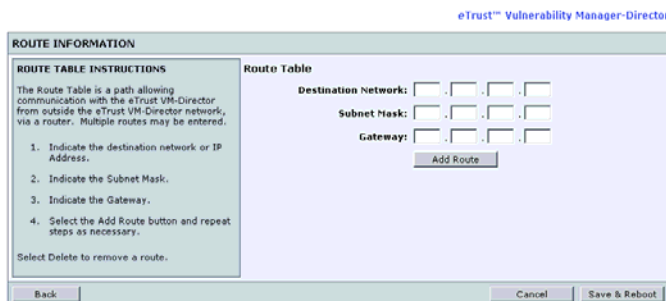 eTrust™ Vulnerability Manager-Director
ROUTE INFORMATION
ROUTE TABLE INSTRUCTIONS
The Route Table is a path allowing
communication with the eTrust VM-Director
from outside the eTrust VM-Director network,
via a router. Multiple routes may be entered.
1. Indicate the destination network or IP
Address.
2. Indicate the Subnet Mask.
3. Indicate the Gateway.
4. Select the Add Route button and repeat
steps as necessary.
Select Delete to remove a route.
Route Table
Destination Network: . . .
Subnet Mask: . . .
Gateway: . . .
Add Route
Back
Cancel
Save & Reboot